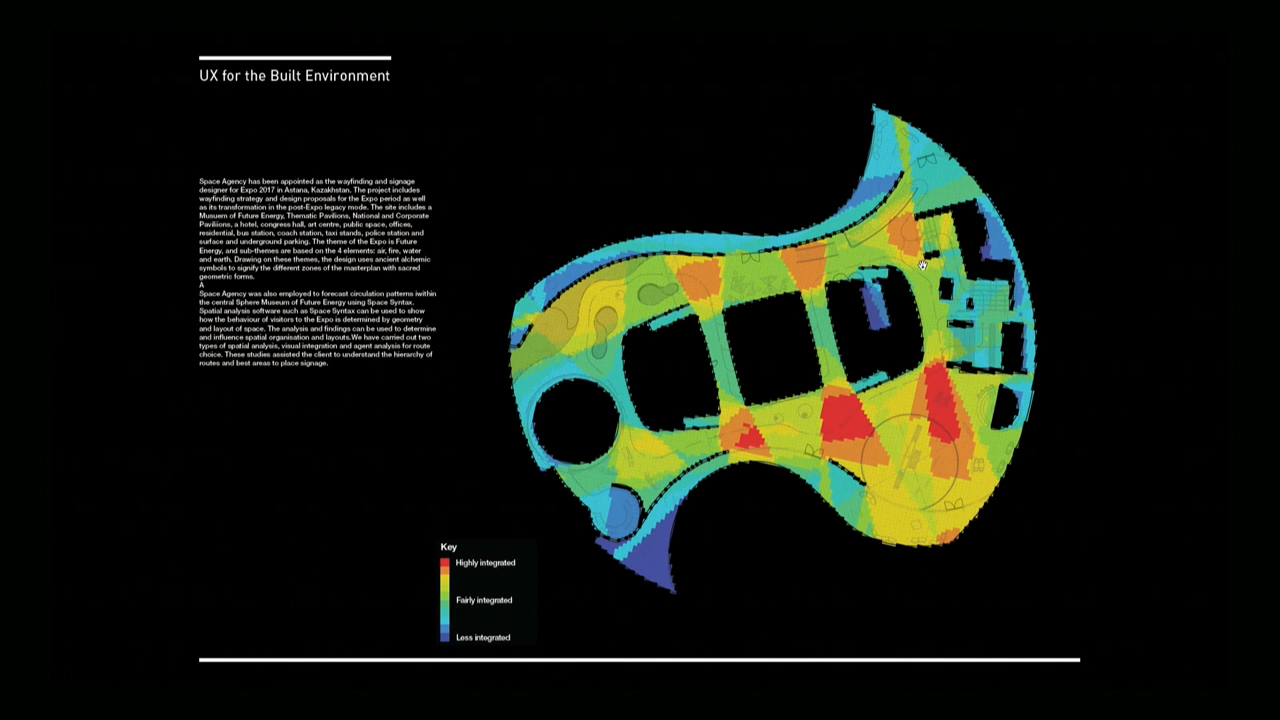 UX for the Built Environment
Space Agency has been appointed as the wayfinding and signage
designer for Expo 2017 in Astana, Kazakhstan. The project includes
wayfinding strategy and design proposals for the Expo period as well
as its transformation in the post-Expo legacy mode. The site includes a
Musuem of Future Energy, Thematic Pavilions, National and Corporate
Paviliions, a hotel, congress hall, art centre, public space, offices,
residential, bus station, coach station, taxi stands, police station and
surface and underground parking. The theme of the Expo is Future
Energy, and sub-themes are based on the 4 elements: air, fire, water
and earth. Drawing on these themes, the design uses ancient alchemic
symbols to signify the different zones of the masterplan with sacred
geometric forms.
A
Space Agency was also employed to forecast circulation patterns iwithin
the central Sphere Museum of Future Energy using Space Syntax.
Spatial analysis software such as Space Syntax can be used to show
how the behaviour of visitors to the Expo is determined by geometry
and layout of space. The analysis and findings can be used to determine
and influence spatial organisation and layouts.We have carried out two
types of spatial analysis, visual integration and agent analysis for route
choice. These studies assisted the client to understand the hierarchy of
routes and best areas to place signage.
Key
Highly integrated
Fairly integrated
Less integrated